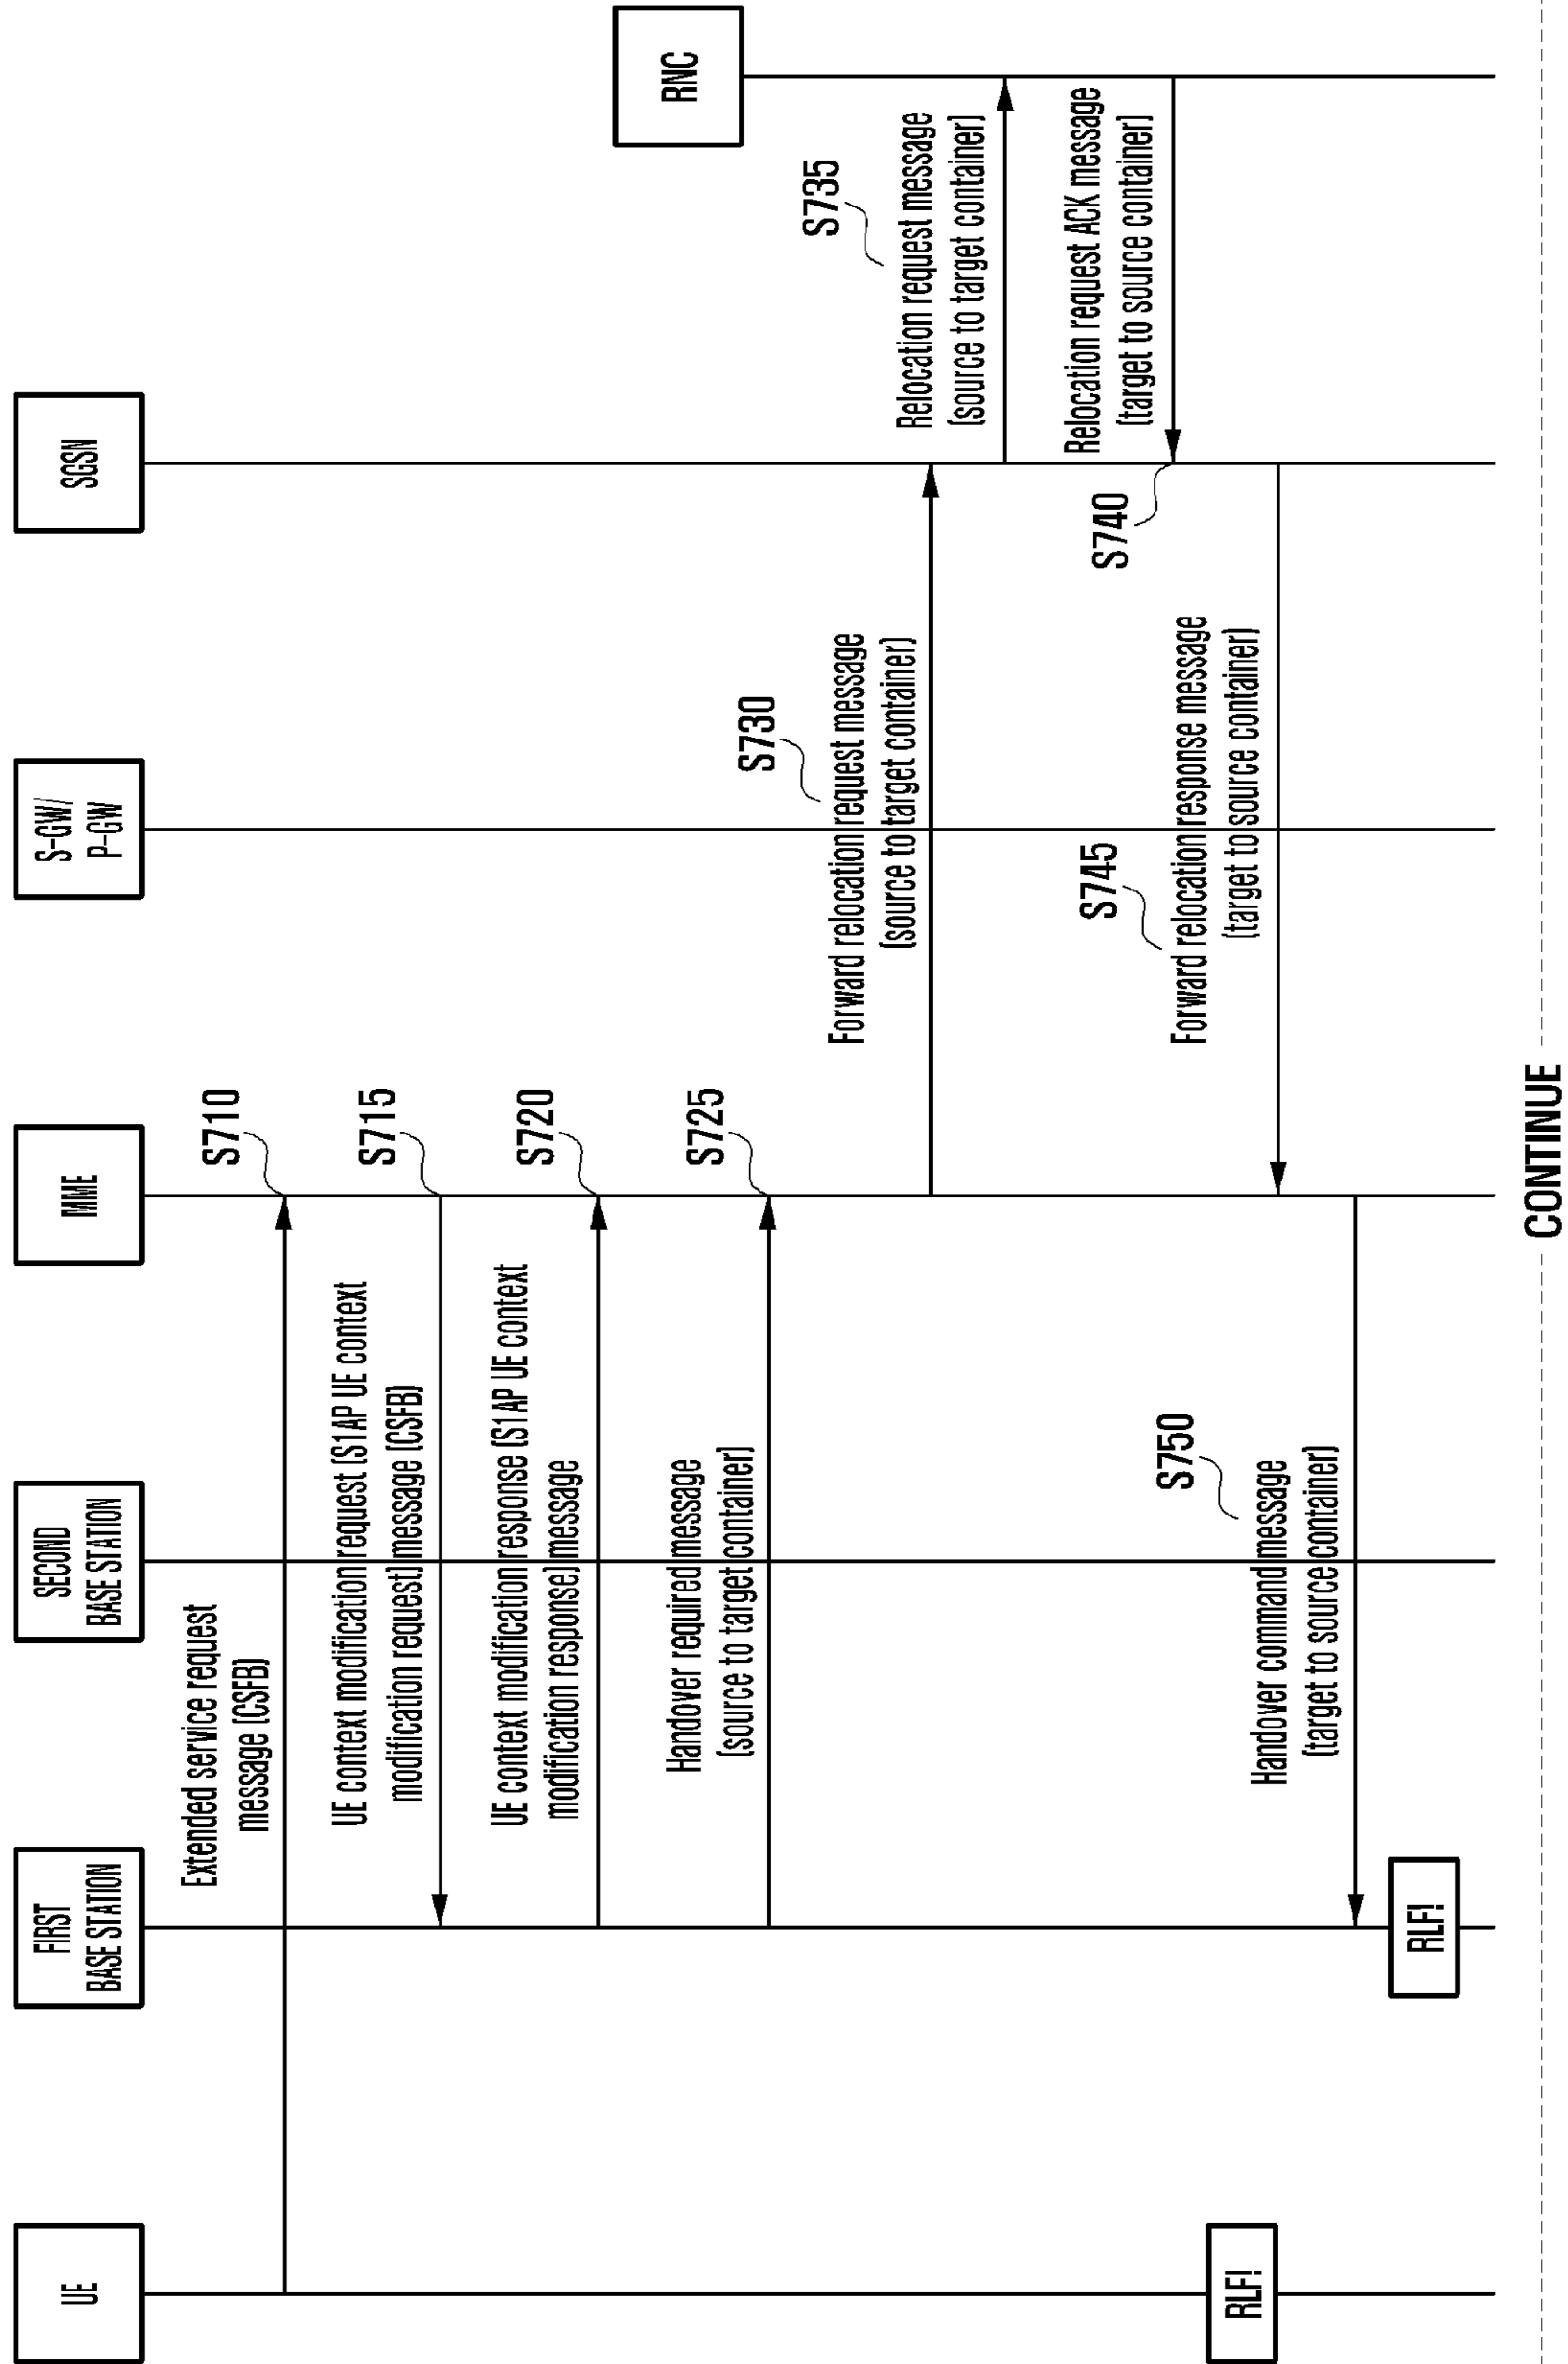 UE
FIRST
BASE STATION
SECOND
BASE STATION
MME
S-GW/
P-GW
SGSN
RNC
Extended service request
message (CSFB)
S710
UE context modification request (S1AP UE context
modification request) message (CSFB)
S715
UE context modification response (S1AP UE context
modification response) message
S720
Handover required message
(source to target container)
S725
S730
Forward relocation request message
(source to target container)
S735
Relocation request message
(source to target container)
Relocation request ACK message
(target to source container)
S740
S745
Forward relocation response message
(target to source container)
S750
Handover command message
(target to source container)
RLF!
RLF!
CONTINUE